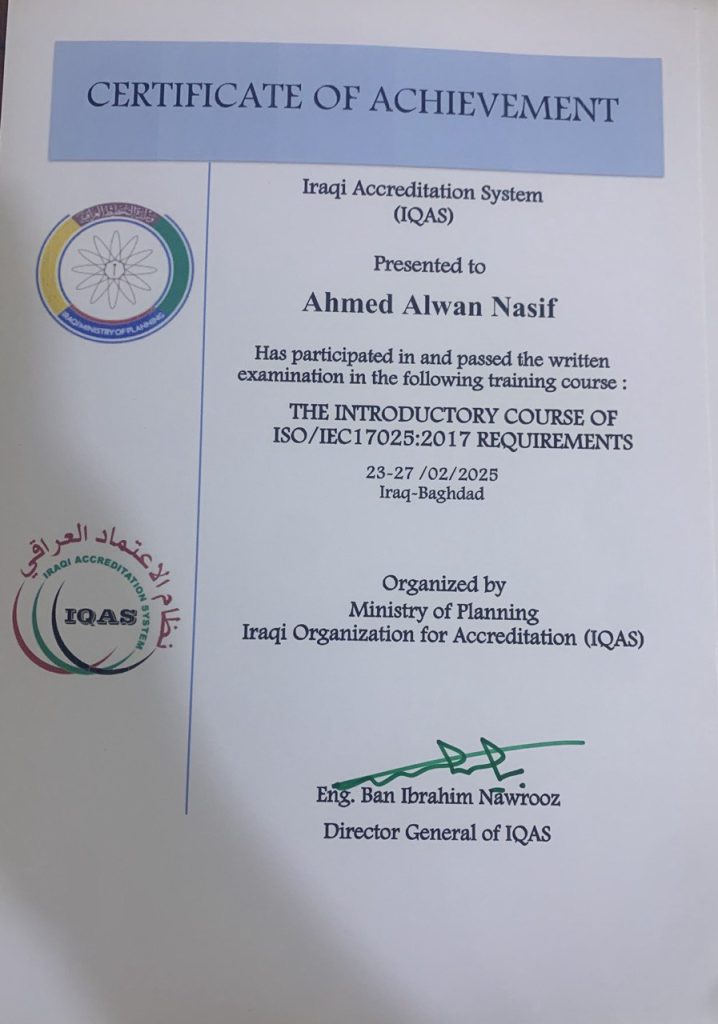 CERTIFICATE OF ACHIEVEMENT
Iraqi Accreditation System
(IQAS)
Presented to
Ahmed Alwan Nasif
Has participated in and passed the written
examination in the following training course :
THE INTRODUCTORY COURSE OF
ISO/IEC17025:2017 REQUIREMENTS
23-27 /02/2025
Iraq-Baghdad
Organized by
Ministry of Planning
Iraqi Organization for Accreditation (IQAS)
Eng. Ban Ibrahim Nawrooz
Director General of IQAS
IRAQI MINISTRY OF PLANNING
نظام الاعتماد العراقي
IRAQI ACCREDITATION SYSTEM
IQAS